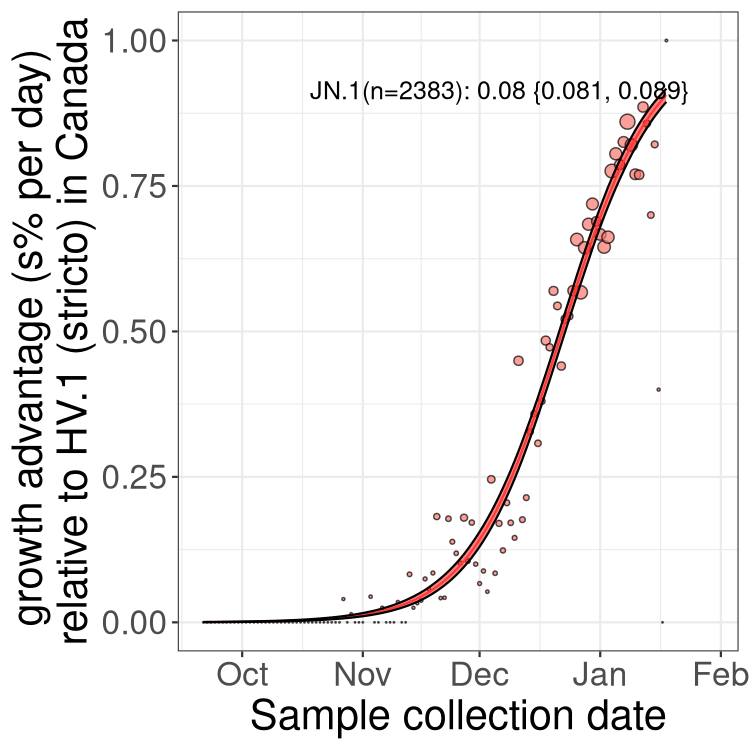 growth advantage (s% per day)
relative to HV.1 (stricto) in Canada
1.00
0.75
0.50
0.25
0.00
JN.1(n=2383): 0.08 {0.081, 0.089}
Oct
Nov
Dec
Jan
Feb
Sample collection date